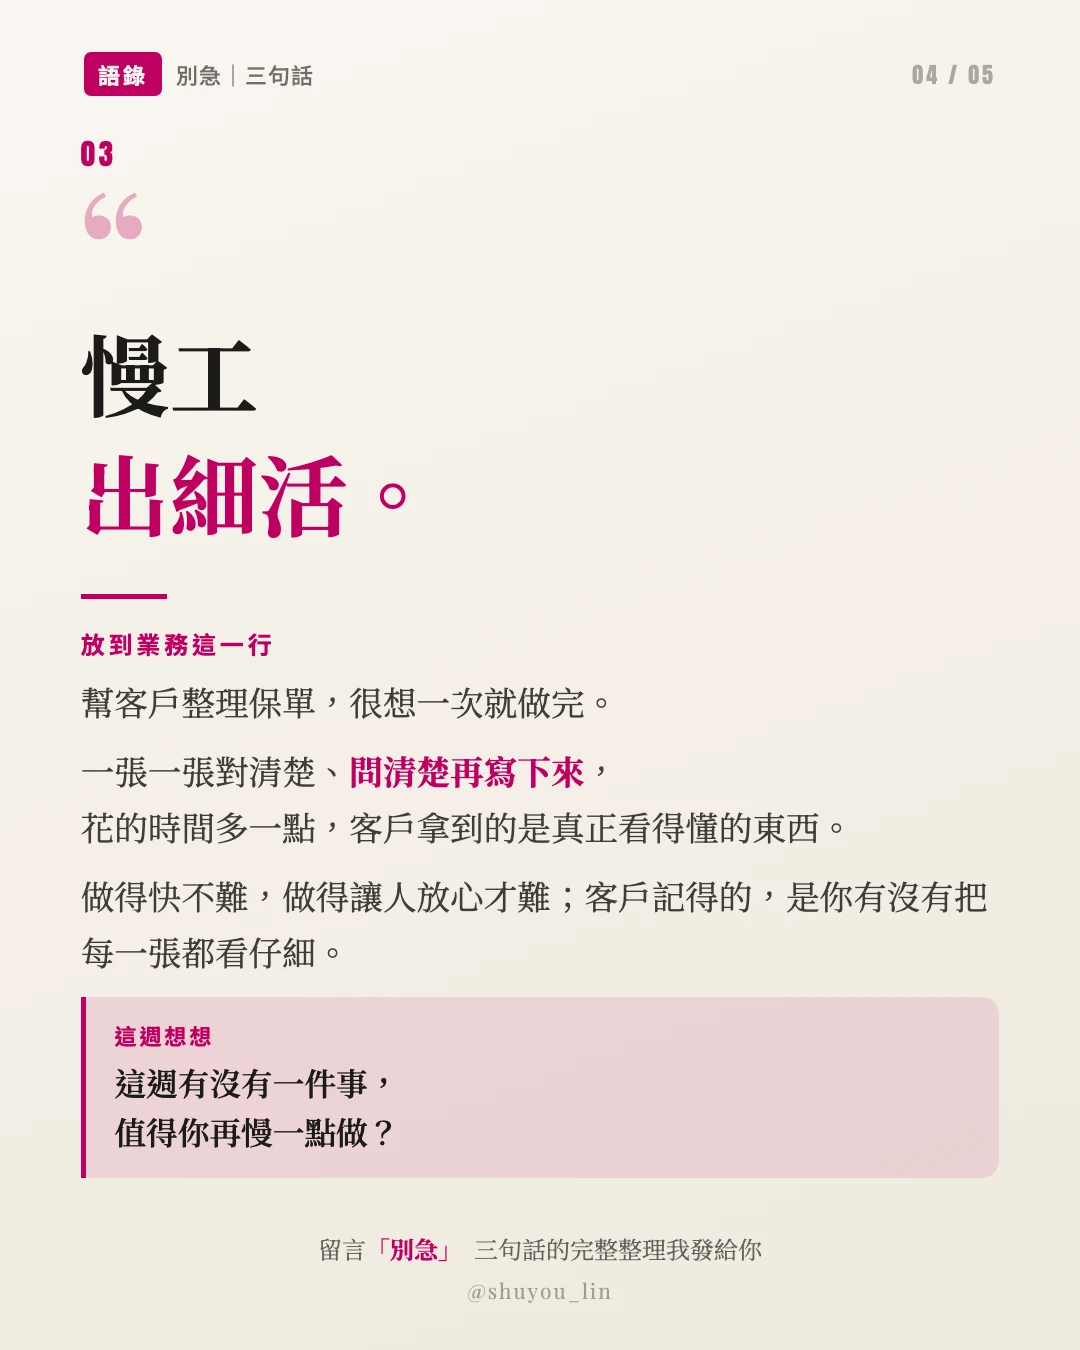 語錄 別急｜三句話
04 / 05
03
“
慢工
出細活。
放到業務這一行
幫客戶整理保單，很想一次就做完。
一張一張對清楚、問清楚再寫下來，
花的時間多一點，客戶拿到的是真正看得懂的東西。
做得快不難，做得讓人放心才難；客戶記得的，是你有沒有把
每一張都看仔細。
這週想想
這週有沒有一件事，
值得你再慢一點做？
留言「別急」 三句話的完整整理我發給你
@shuyou_lin